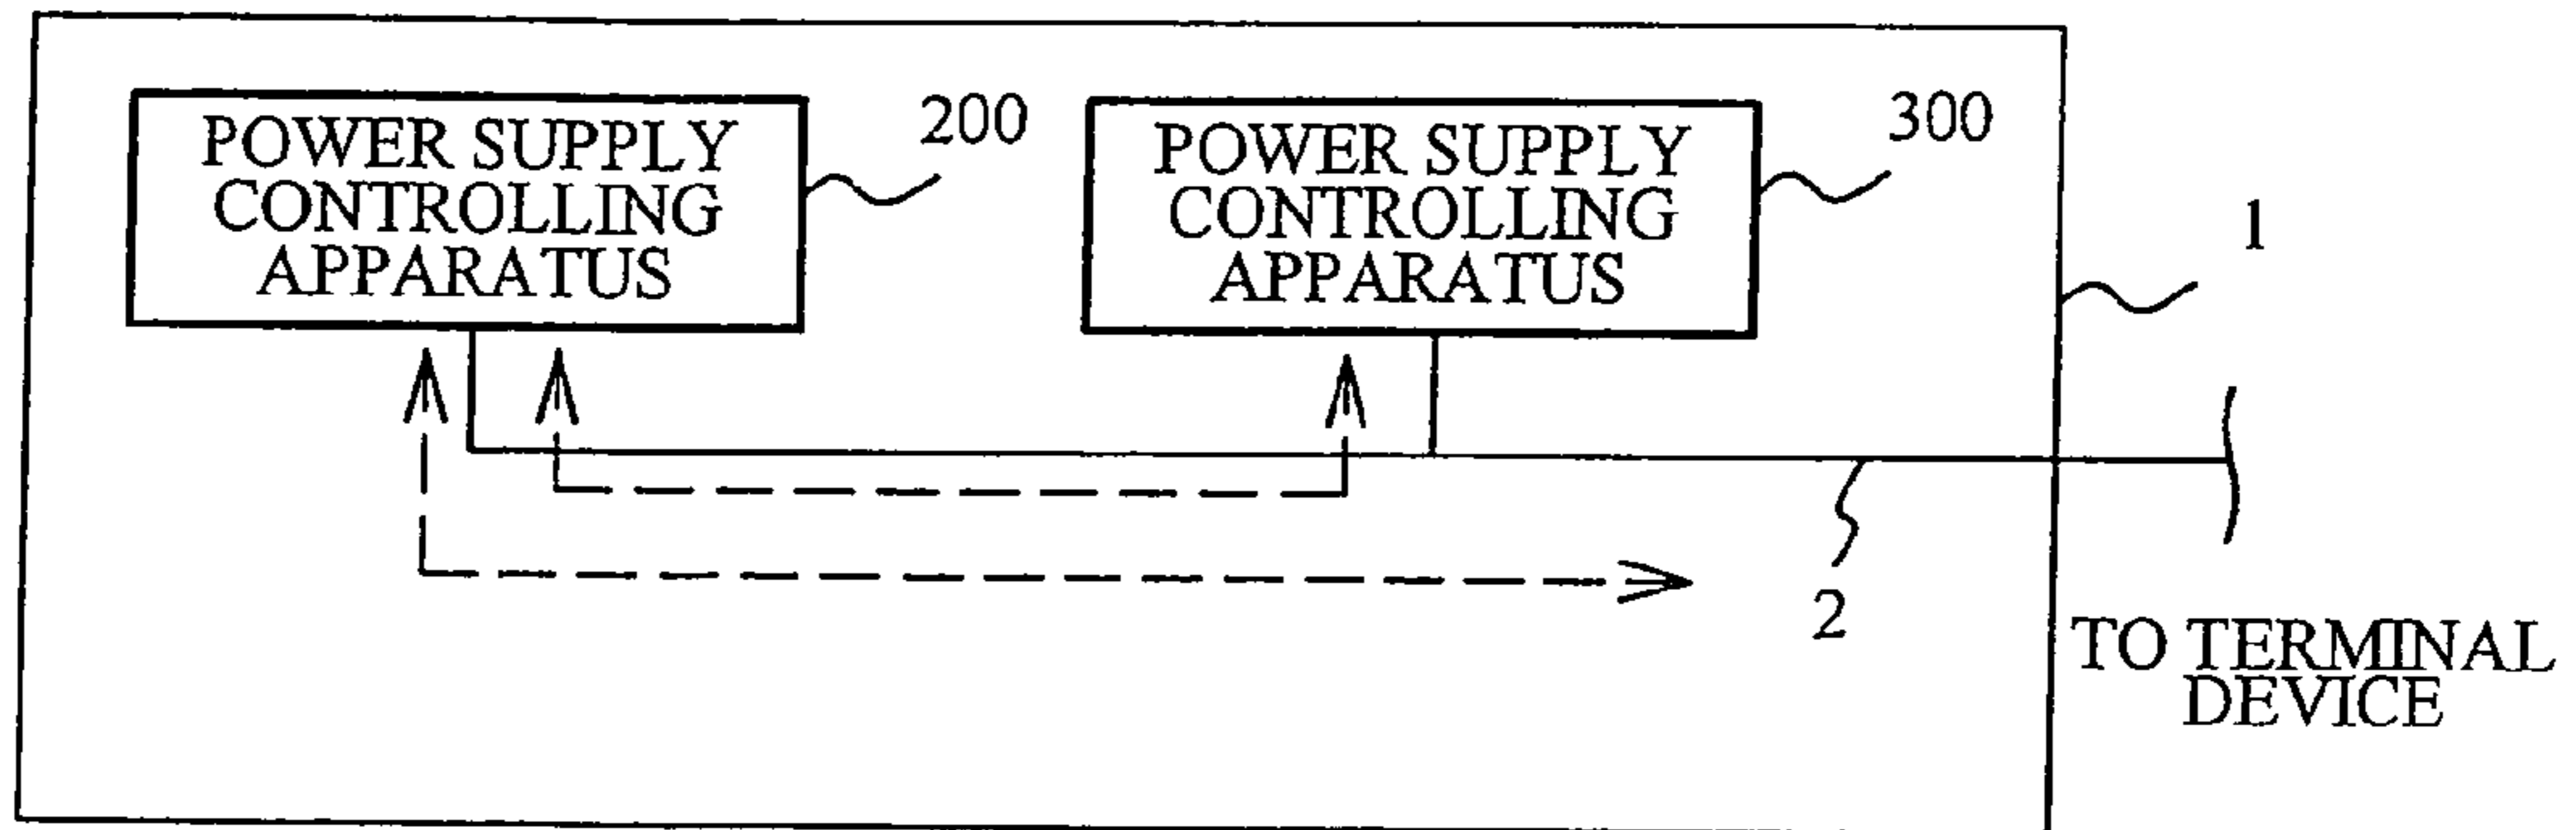 POWER SUPPLY
CONTROLLING
APPARATUS
200
POWER SUPPLY
CONTROLLING
APPARATUS
300
1
2
TO TERMINAL
DEVICE